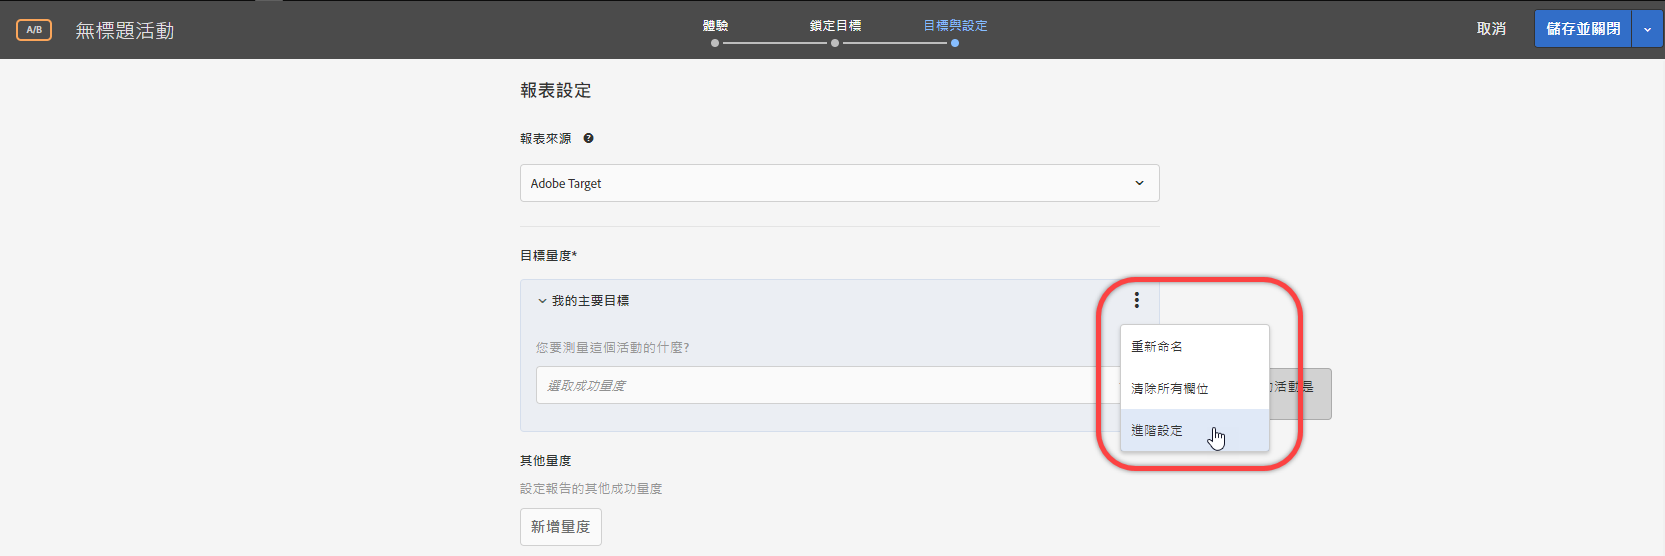 A/B
無標題活動
體驗
鎖定目標
目標與設定
取消
儲存並關閉
報表設定
報表來源
Adobe Target
目標量度*
我的主要目標
您要測量這個活動的什麼?
選取成功量度
重新命名
清除所有欄位
活動是
進階設定
其他量度
設定報告的其他成功量度
新增量度